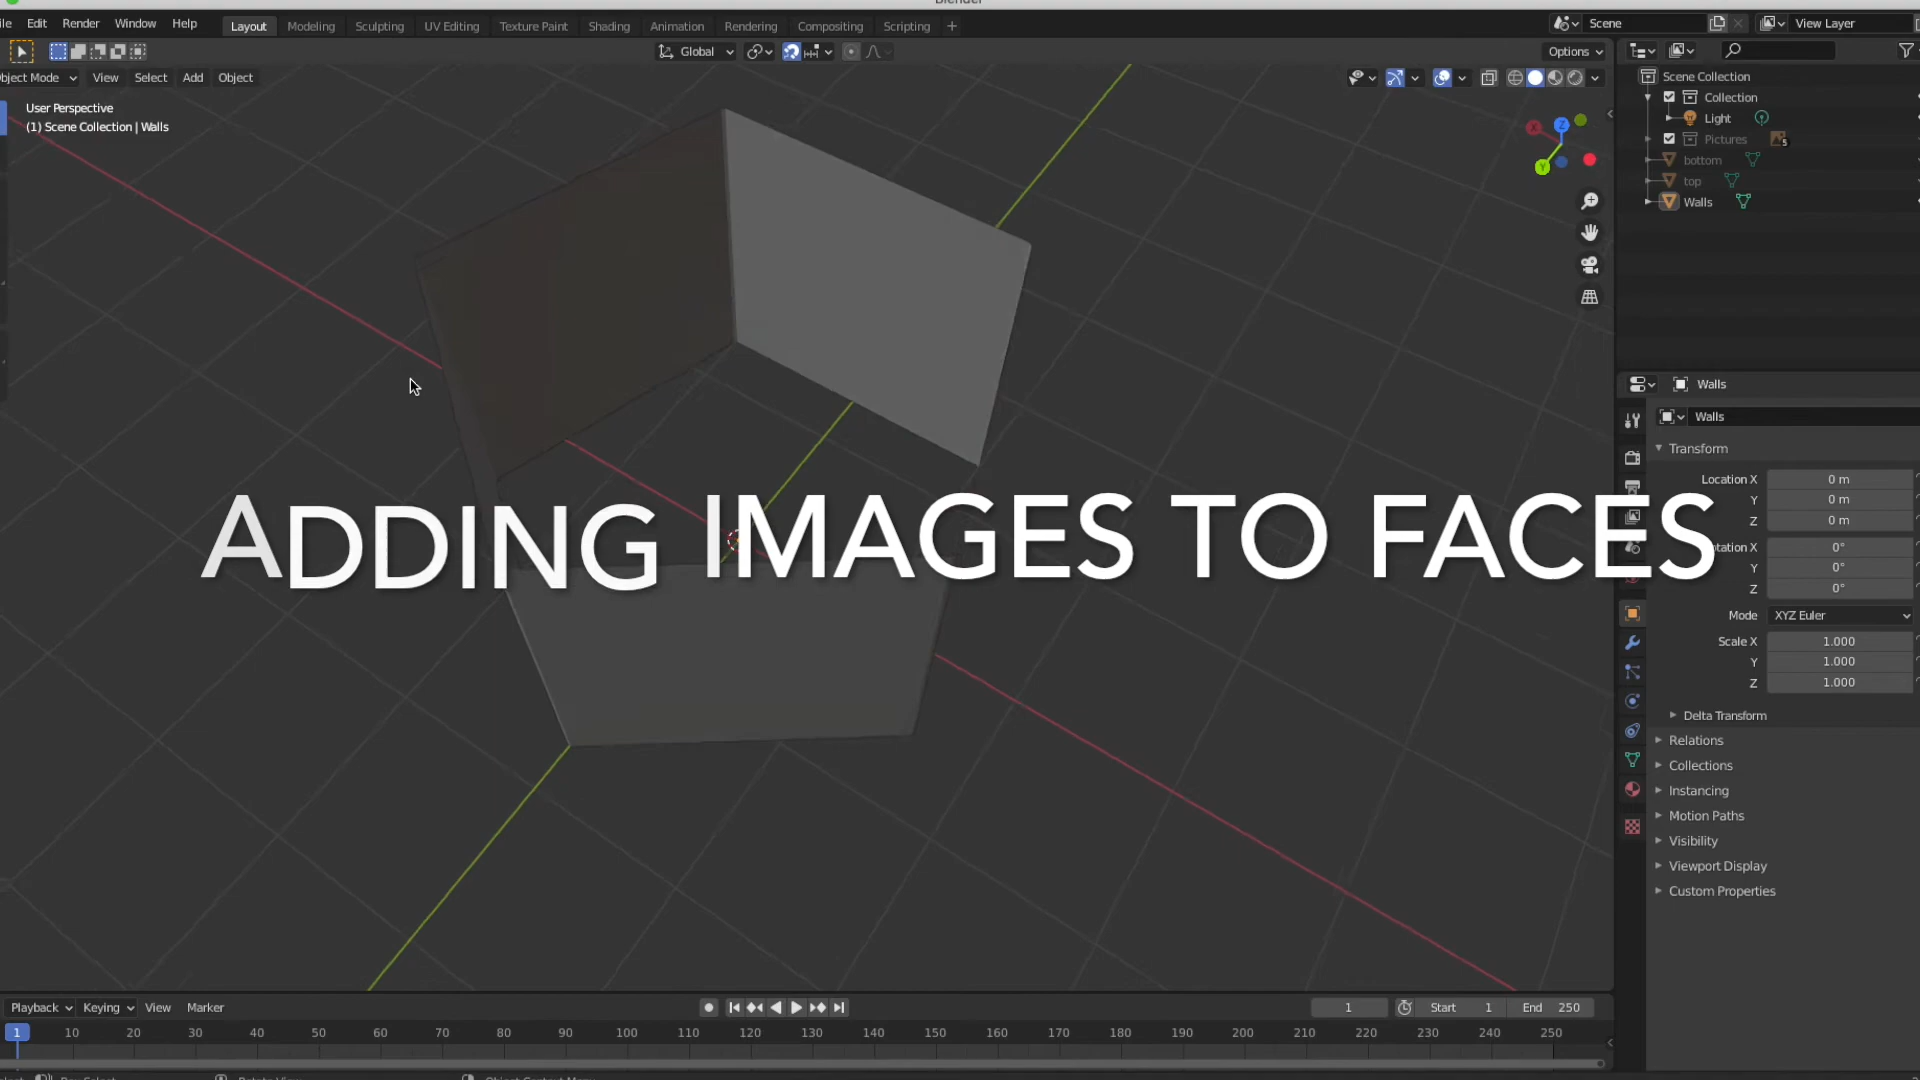 Blender
Edit Render Window Help Layout Modeling Sculpting UV Editing Texture Paint Shading Animation Rendering Compositing Scripting + Scene View Layer
Global Options
Object Mode View Select Add Object
User Perspective
(1) Scene Collection | Walls
Scene Collection
Collection
Light
Pictures 5
bottom
top
Walls
X Z Y
ADDING IMAGES TO FACES
Walls
Walls
Transform
Location X 0 m
Y 0 m
Z 0 m
Rotation X 0°
Y 0°
Z 0°
Mode XYZ Euler
Scale X 1.000
Y 1.000
Z 1.000
Delta Transform
Relations
Collections
Instancing
Motion Paths
Visibility
Viewport Display
Custom Properties
Playback Keying View Marker 1 Start 1 End 250
1 10 20 30 40 50 60 70 80 90 100 110 120 130 140 150 160 170 180 190 200 210 220 230 240 250